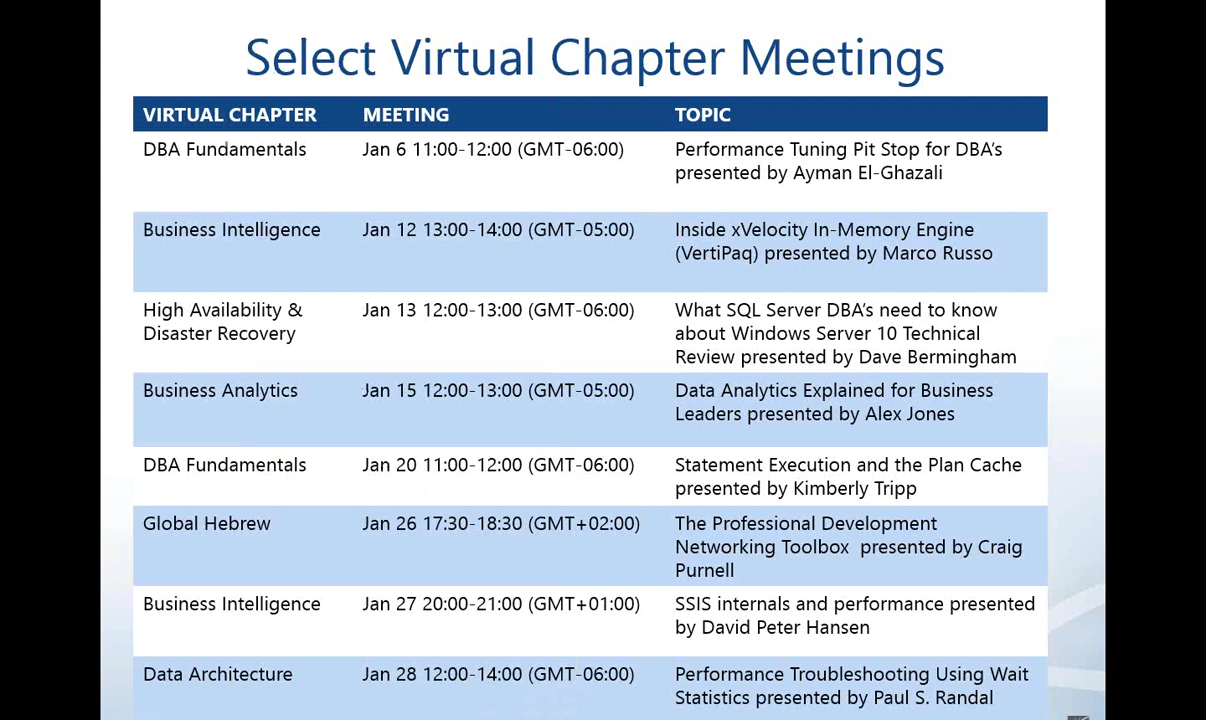 Select Virtual Chapter Meetings
VIRTUAL CHAPTER MEETING TOPIC
DBA Fundamentals Jan 6 11:00-12:00 (GMT-06:00) Performance Tuning Pit Stop for DBA's
presented by Ayman El-Ghazali
Business Intelligence Jan 12 13:00-14:00 (GMT-05:00) Inside xVelocity In-Memory Engine
(VertiPaq) presented by Marco Russo
High Availability & Jan 13 12:00-13:00 (GMT-06:00) What SQL Server DBA's need to know
Disaster Recovery about Windows Server 10 Technical
Review presented by Dave Bermingham
Business Analytics Jan 15 12:00-13:00 (GMT-05:00) Data Analytics Explained for Business
Leaders presented by Alex Jones
DBA Fundamentals Jan 20 11:00-12:00 (GMT-06:00) Statement Execution and the Plan Cache
presented by Kimberly Tripp
Global Hebrew Jan 26 17:30-18:30 (GMT+02:00) The Professional Development
Networking Toolbox presented by Craig
Purnell
Business Intelligence Jan 27 20:00-21:00 (GMT+01:00) SSIS internals and performance presented
by David Peter Hansen
Data Architecture Jan 28 12:00-14:00 (GMT-06:00) Performance Troubleshooting Using Wait
Statistics presented by Paul S. Randal